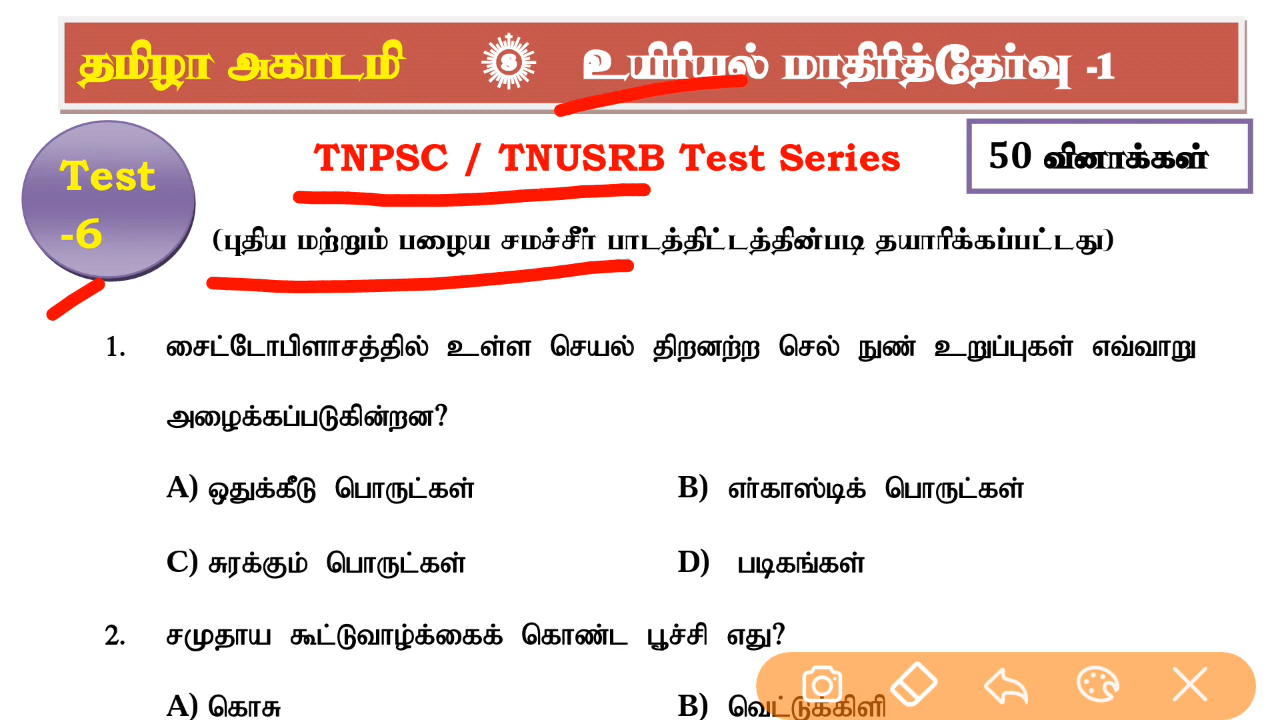 தமிழா அகாடமி 8 உயிரியல் மாதிரித்தேர்வு -1
Test
-6
TNPSC / TNUSRB Test Series
50 வினாக்கள்
(புதிய மற்றும் பழைய சமச்சீர் பாடத்திட்டத்தின்படி தயாரிக்கப்பட்டது)
1. சைட்டோபிளாசத்தில் உள்ள செயல் திறனற்ற செல் நுண் உறுப்புகள் எவ்வாறு
அழைக்கப்படுகின்றன?
A) ஒதுக்கீடு பொருட்கள் B) எர்காஸ்டிக் பொருட்கள்
C) சுரக்கும் பொருட்கள் D) படிகங்கள்
2. சமுதாய கூட்டுவாழ்க்கைக் கொண்ட பூச்சி எது?
A) கொசு B) வெட்டுக்கிளி